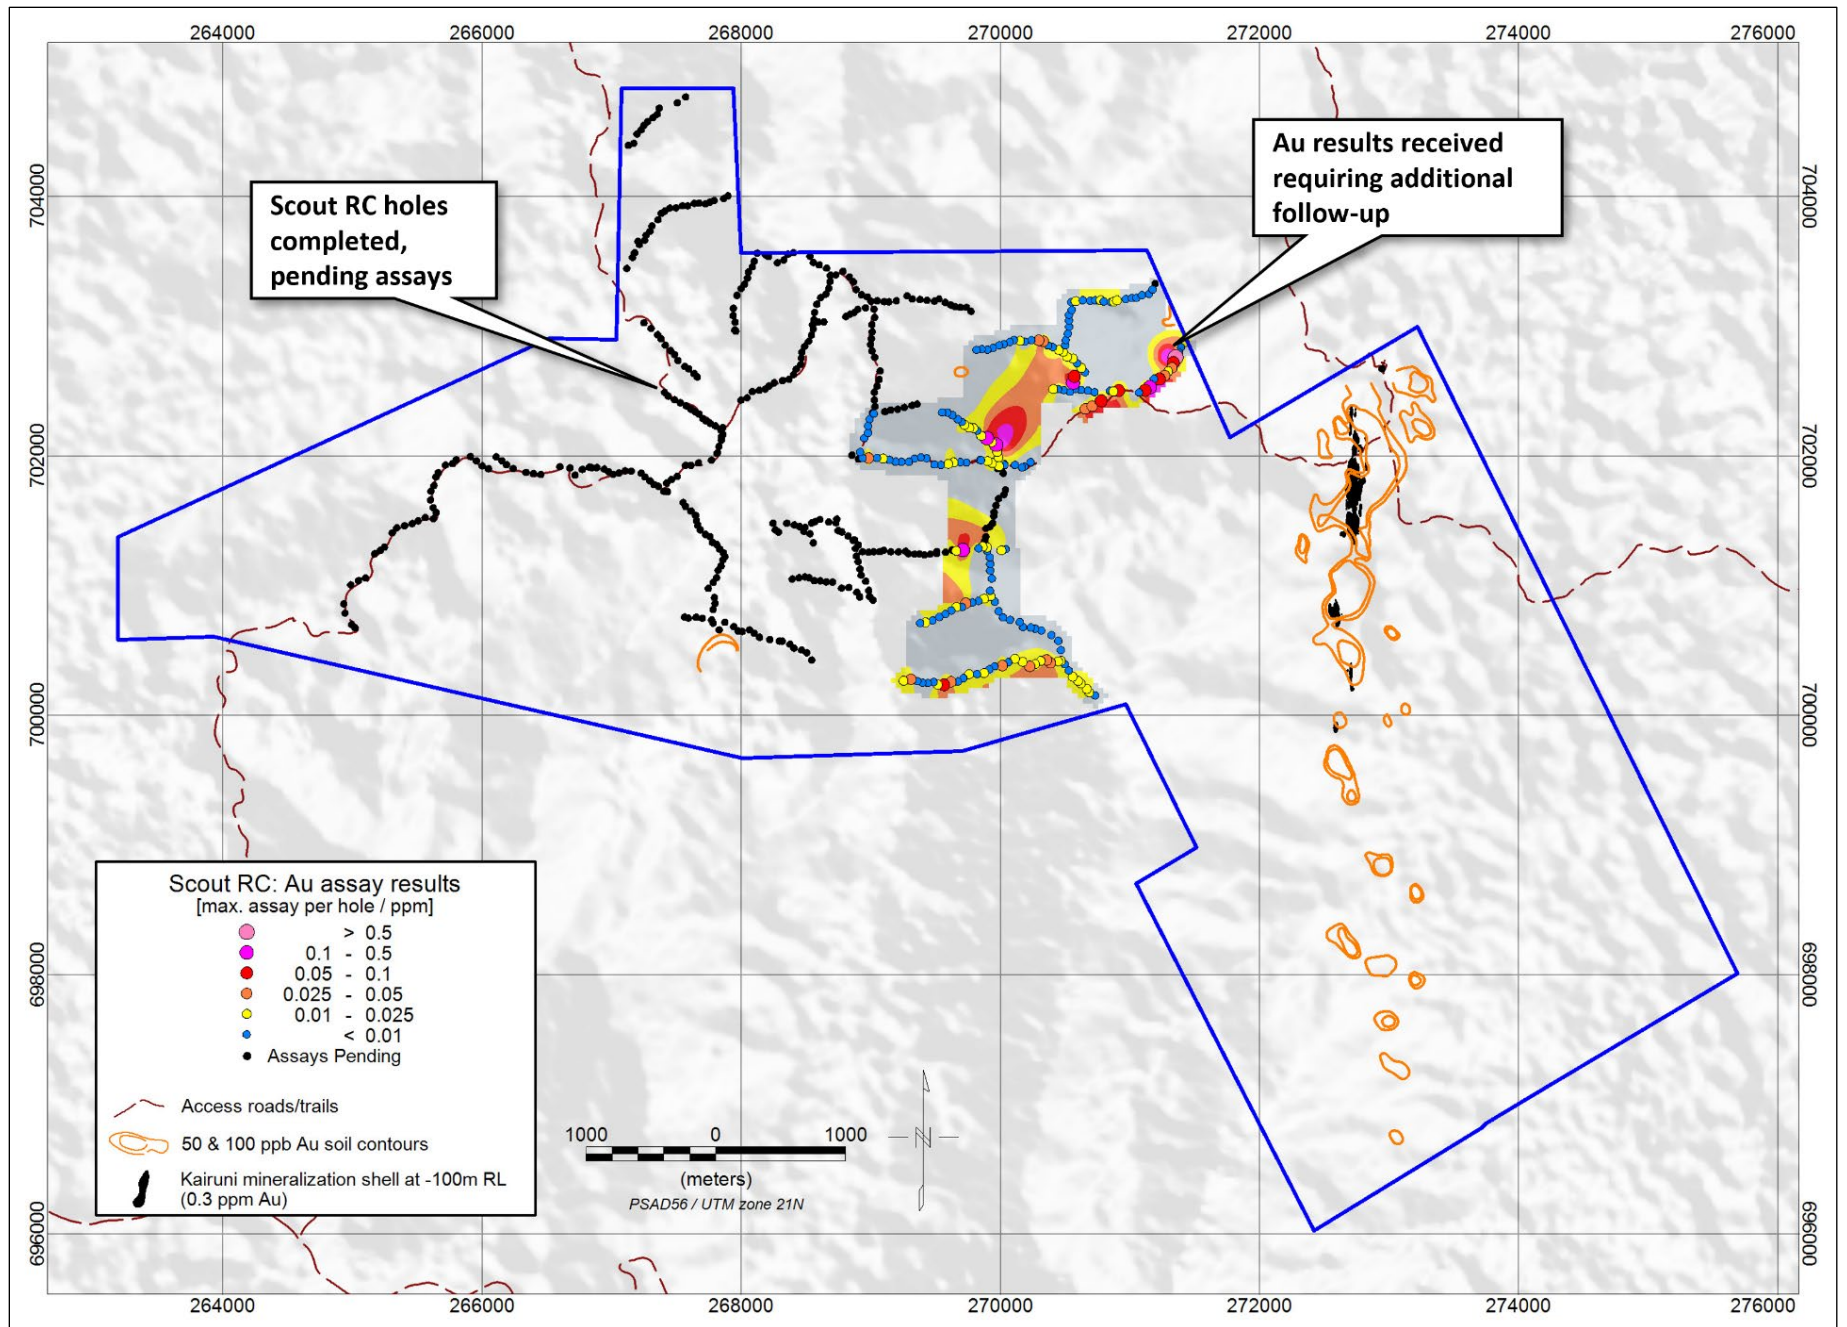 264000
266000
268000
270000
272000
274000
276000
704000
702000
700000
698000
696000
704000
702000
700000
698000
696000
Scout RC holes
completed,
pending assays
Au results received
requiring additional
follow-up
Scout RC: Au assay results
[max. assay per hole / ppm]
> 0.5
0.1 - 0.5
0.05 - 0.1
0.025 - 0.05
0.01 - 0.025
< 0.01
Assays Pending
Access roads/trails
50 & 100 ppb Au soil contours
Kairuni mineralization shell at -100m RL
(0.3 ppm Au)
1000 0 1000
(meters)
PSAD56 / UTM zone 21N
N
264000
266000
268000
270000
272000
274000
276000